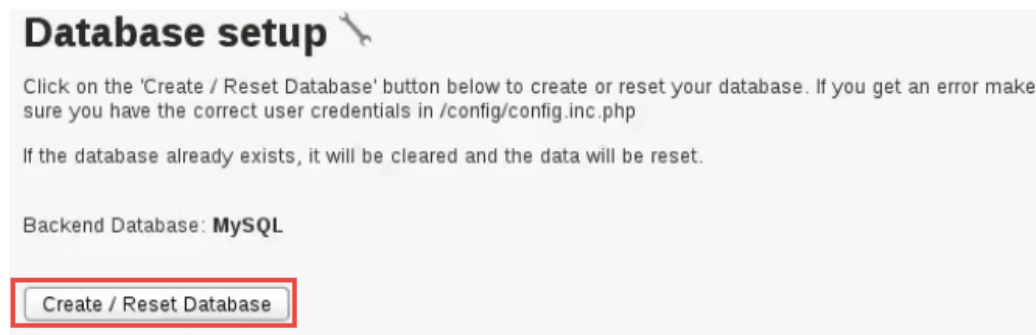 Database setup
Click on the 'Create / Reset Database' button below to create or reset your database. If you get an error make
sure you have the correct user credentials in /config/config.inc.php
If the database already exists, it will be cleared and the data will be reset.
Backend Database: MySQL
Create / Reset Database